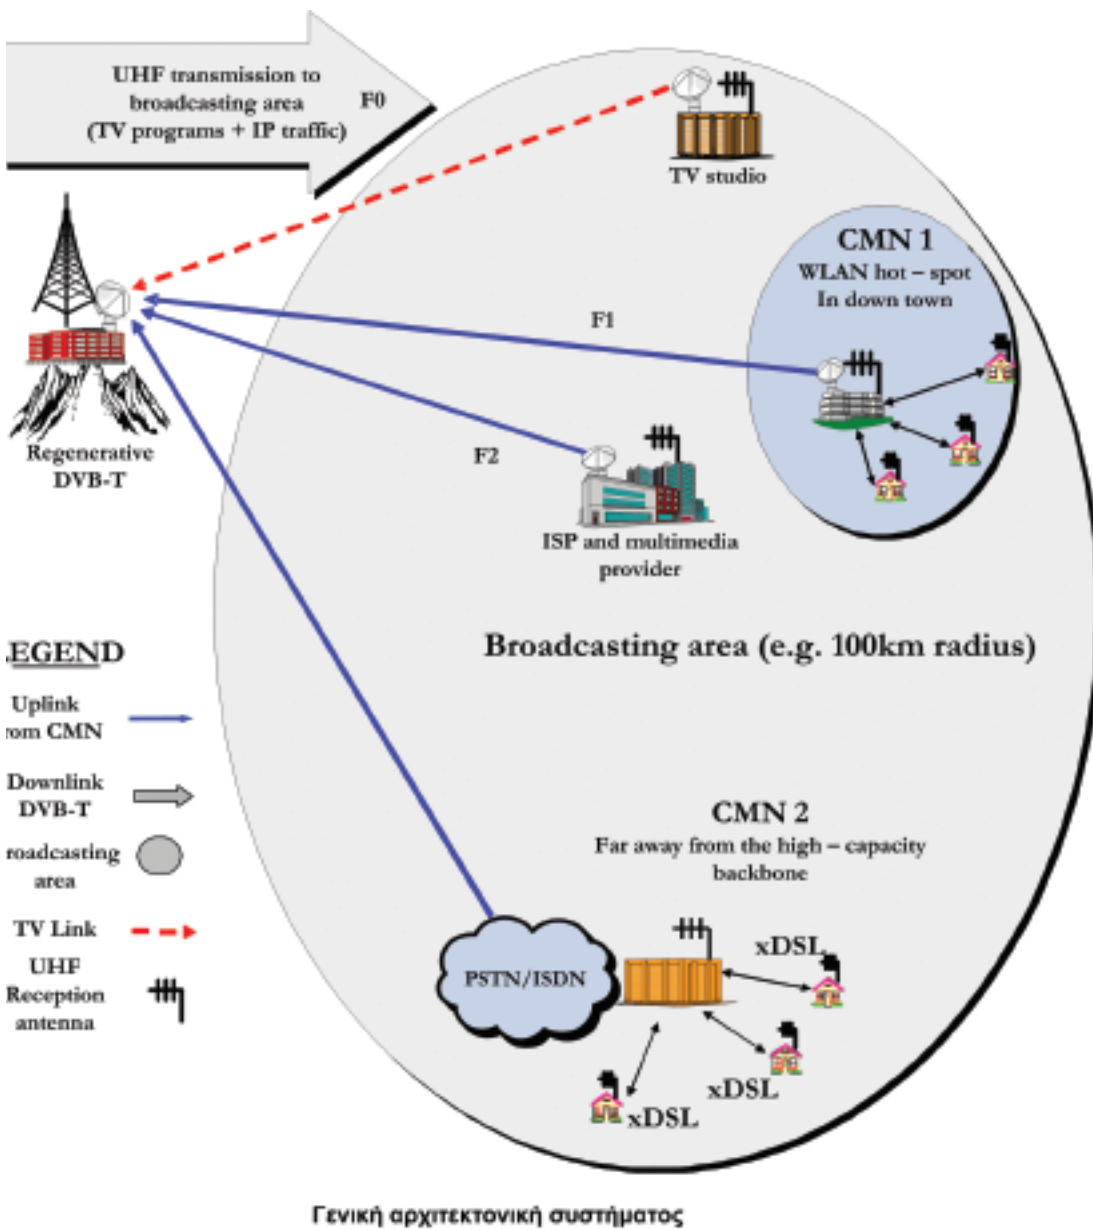 UHF transmission to
broadcasting area
(TV programs + IP traffic)
F0
TV studio
CMN 1
WLAN hot – spot
In down town
F1
Regenerative
DVB-T
F2
ISP and multimedia
provider
Broadcasting area (e.g. 100km radius)
EGEND
Uplink
rom CMN
Downlink
DVB-T
roadcasting
area
TV Link
UHF
Reception
antenna
CMN 2
Far away from the high – capacity
backbone
PSTN/ISDN
xDSL
xDSL
xDSL
Γενική αρχιτεκτονική συστήματος